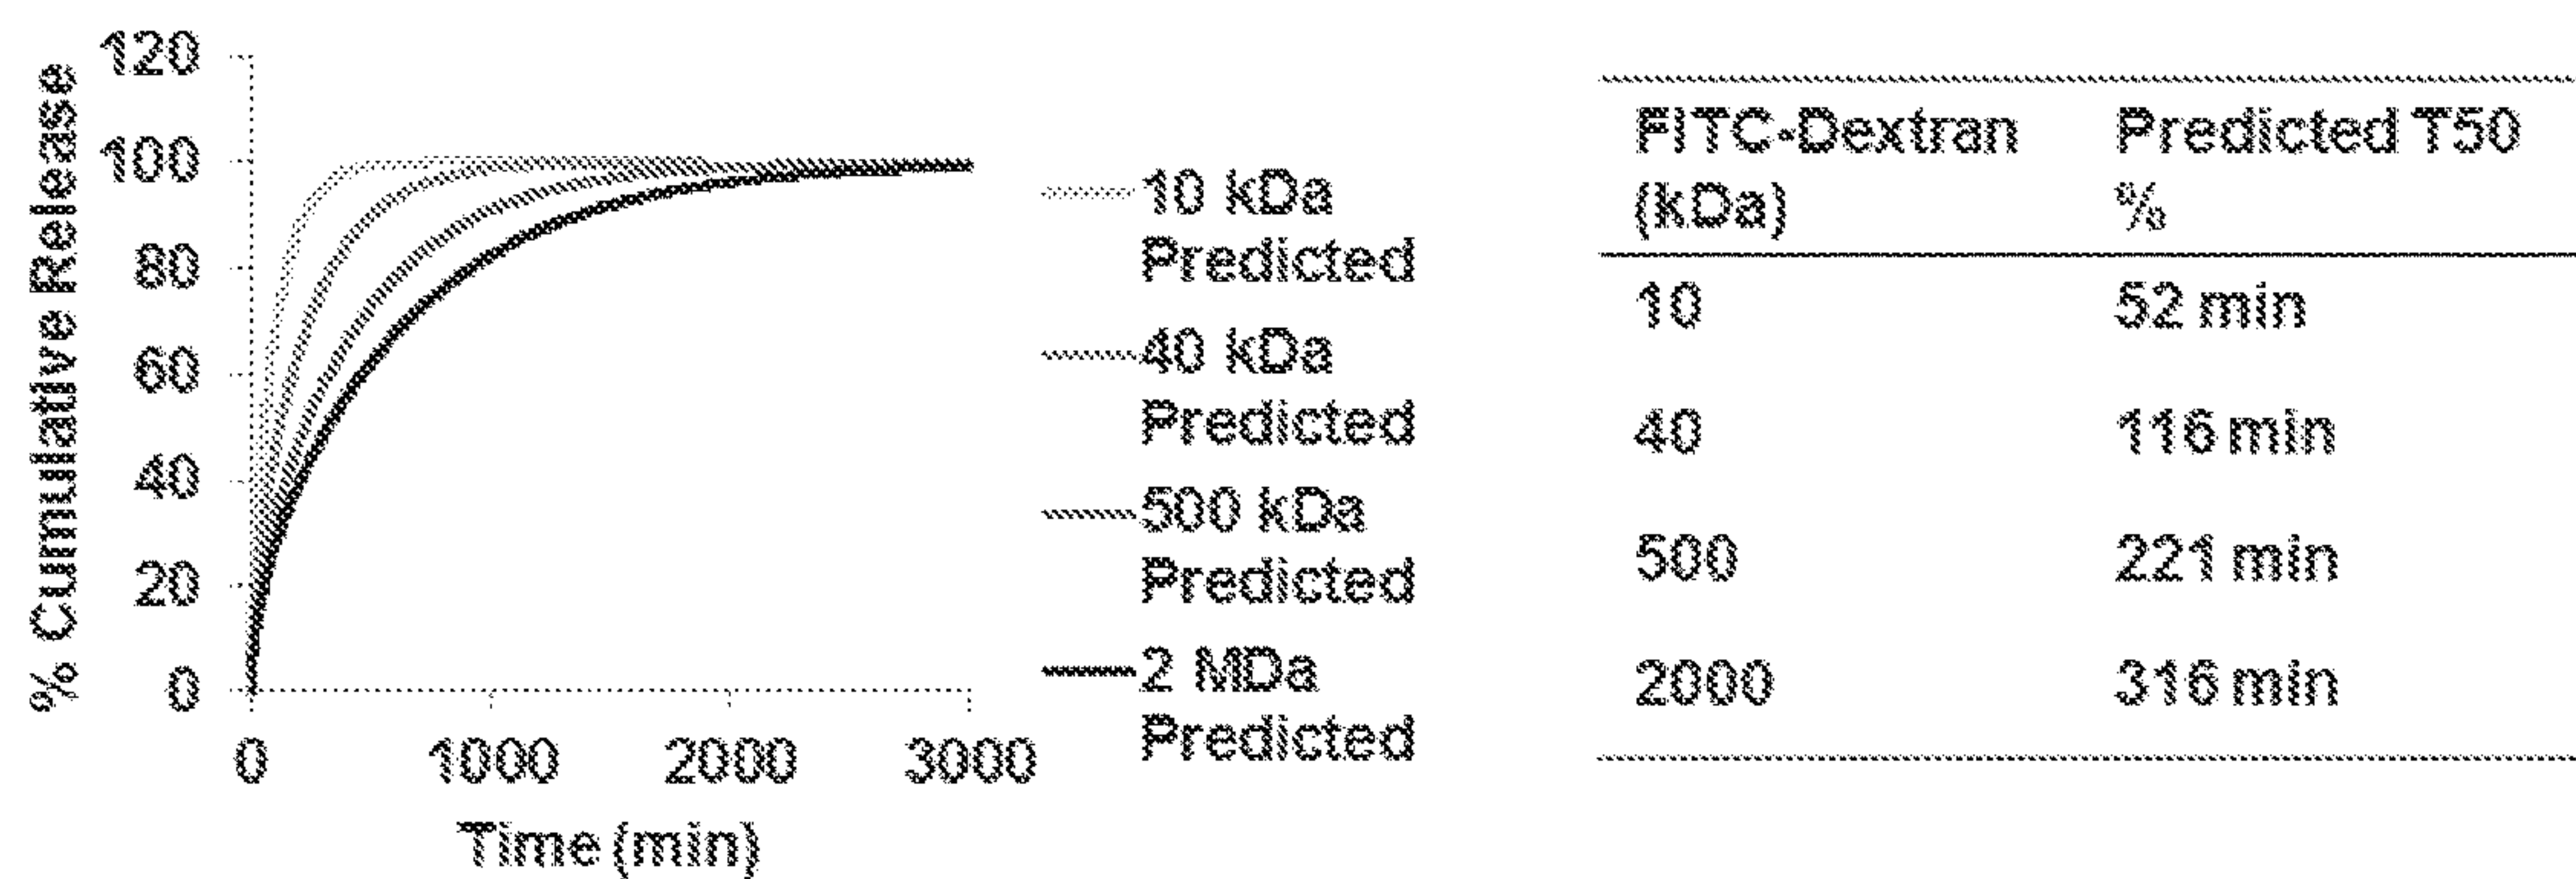 % Cumulative Release
120
100
80
60
40
20
0
0 1000 2000 3000
Time (min)
10 kDa
Predicted
40 kDa
Predicted
500 kDa
Predicted
2 MDa
Predicted
FITC-Dextran Predicted T50
(kDa) %
10 52 min
40 116 min
500 221 min
2000 316 min